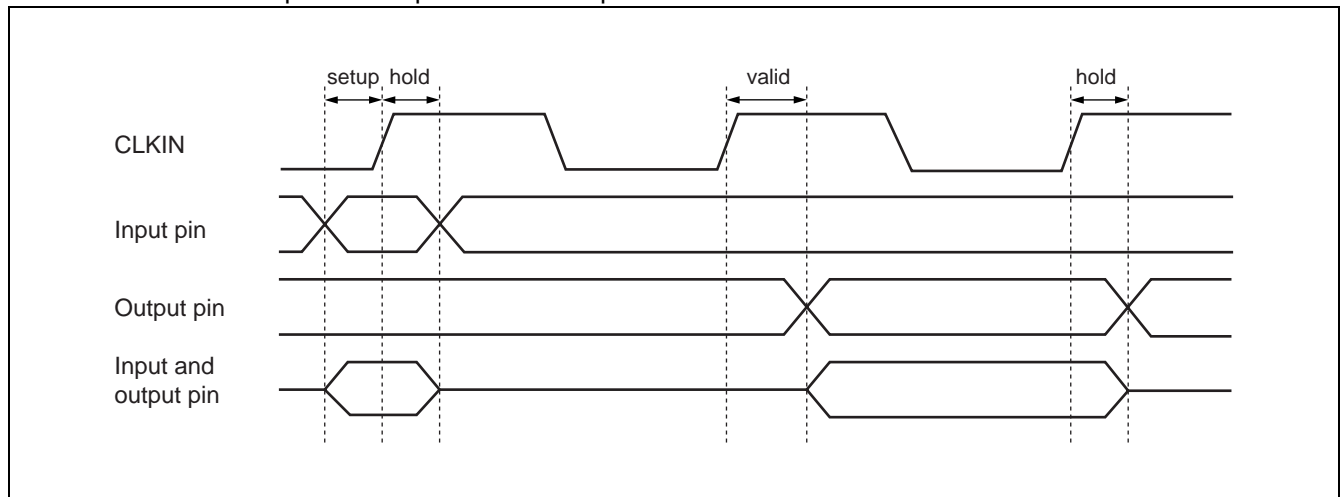 setup hold valid hold
CLKIN
Input pin
Output pin
Input and
output pin